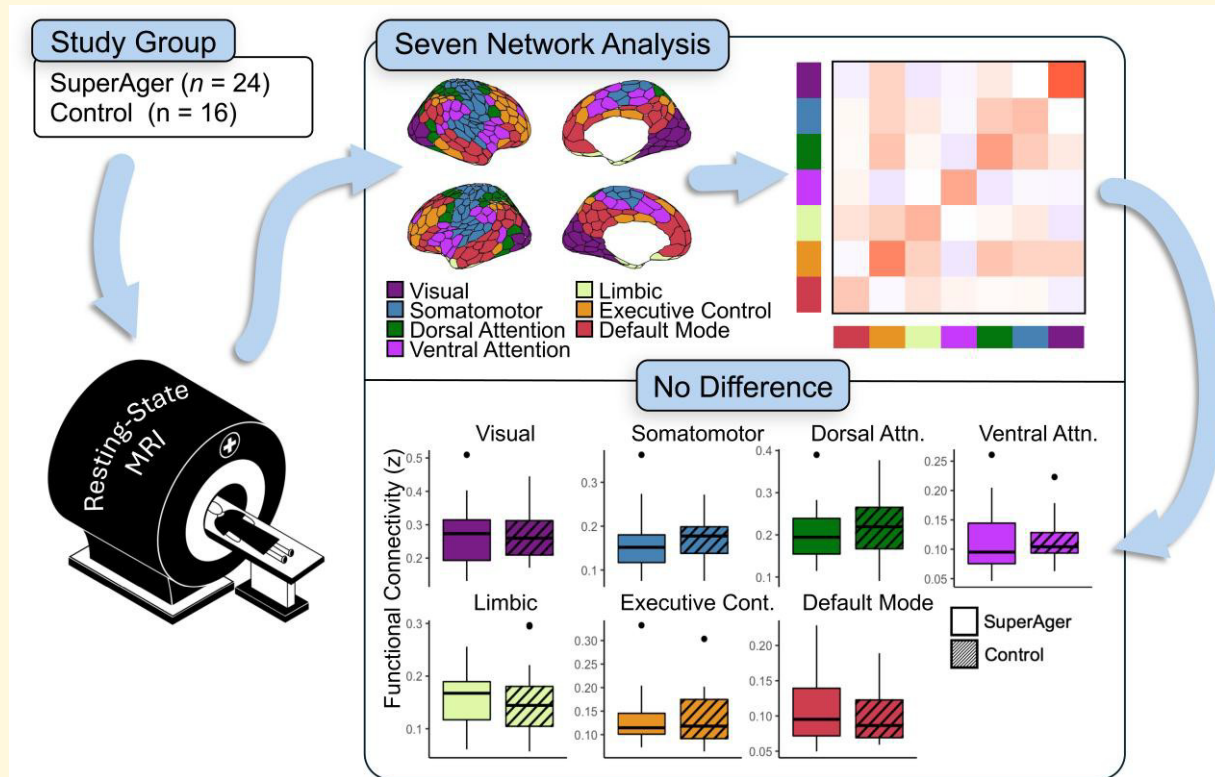 Study Group
SuperAger (n = 24)
Control (n = 16)
Resting-State
MRI
Seven Network Analysis
Visual
Somatomotor
Dorsal Attention
Ventral Attention
Limbic
Executive Control
Default Mode
No Difference
Functional Connectivity (z)
Visual
0.5
0.4
0.3
0.2
Somatomotor
0.3
0.2
0.1
Dorsal Attn.
0.4
0.3
0.2
0.1
Ventral Attn.
0.25
0.20
0.15
0.10
0.05
Limbic
0.2
0.1
Executive Cont.
0.30
0.25
0.20
0.15
0.10
Default Mode
0.20
0.15
0.10
0.05
SuperAger
Control